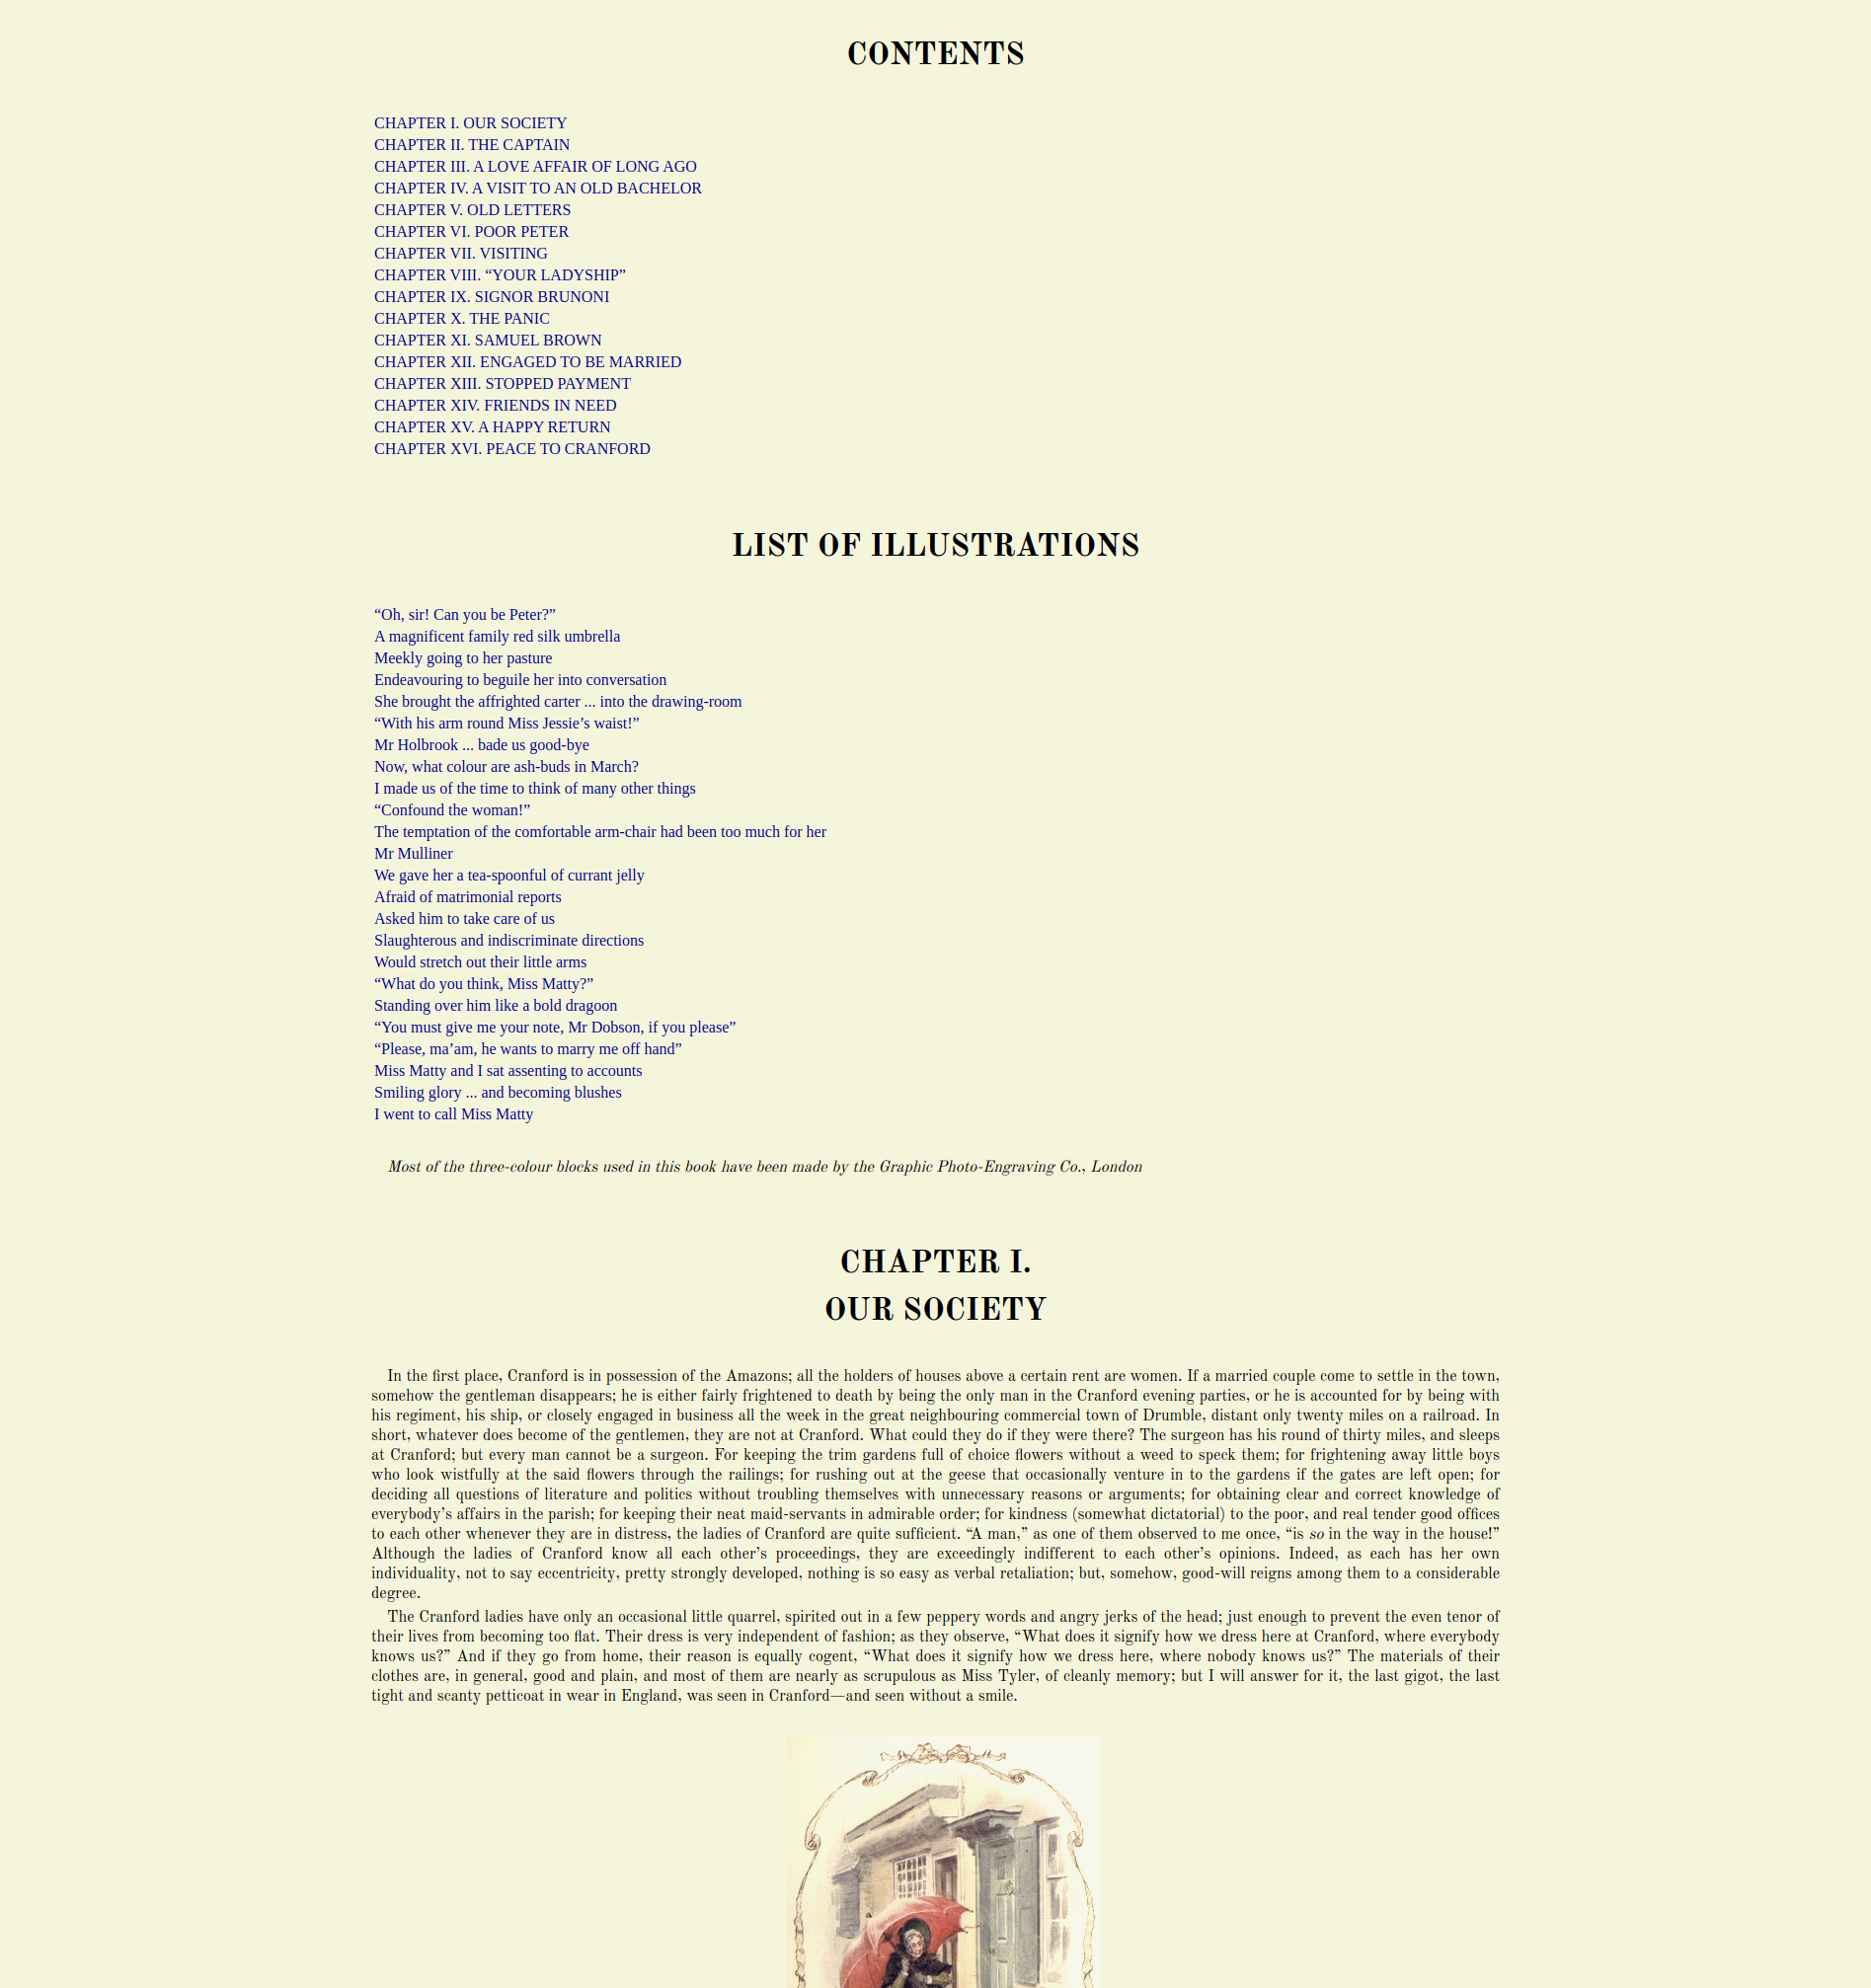 CONTENTS
CHAPTER I. OUR SOCIETY
CHAPTER II. THE CAPTAIN
CHAPTER III. A LOVE AFFAIR OF LONG AGO
CHAPTER IV. A VISIT TO AN OLD BACHELOR
CHAPTER V. OLD LETTERS
CHAPTER VI. POOR PETER
CHAPTER VII. VISITING
CHAPTER VIII. “YOUR LADYSHIP”
CHAPTER IX. SIGNOR BRUNONI
CHAPTER X. THE PANIC
CHAPTER XI. SAMUEL BROWN
CHAPTER XII. ENGAGED TO BE MARRIED
CHAPTER XIII. STOPPED PAYMENT
CHAPTER XIV. FRIENDS IN NEED
CHAPTER XV. A HAPPY RETURN
CHAPTER XVI. PEACE TO CRANFORD
LIST OF ILLUSTRATIONS
“Oh, sir! Can you be Peter?”
A magnificent family red silk umbrella
Meekly going to her pasture
Endeavouring to beguile her into conversation
She brought the affrighted carter ... into the drawing-room
“With his arm round Miss Jessie’s waist!”
Mr Holbrook ... bade us good-bye
Now, what colour are ash-buds in March?
I made us of the time to think of many other things
“Confound the woman!”
The temptation of the comfortable arm-chair had been too much for her
Mr Mulliner
We gave her a tea-spoonful of currant jelly
Afraid of matrimonial reports
Asked him to take care of us
Slaughterous and indiscriminate directions
Would stretch out their little arms
“What do you think, Miss Matty?”
Standing over him like a bold dragoon
“You must give me your note, Mr Dobson, if you please”
“Please, ma’am, he wants to marry me off hand”
Miss Matty and I sat assenting to accounts
Smiling glory ... and becoming blushes
I went to call Miss Matty
Most of the three-colour blocks used in this book have been made by the Graphic Photo-Engraving Co., London
CHAPTER I.
OUR SOCIETY
In the first place, Cranford is in possession of the Amazons; all the holders of houses above a certain rent are women. If a married couple come to settle in the town,
somehow the gentleman disappears; he is either fairly frightened to death by being the only man in the Cranford evening parties, or he is accounted for by being with
his regiment, his ship, or closely engaged in business all the week in the great neighbouring commercial town of Drumble, distant only twenty miles on a railroad. In
short, whatever does become of the gentlemen, they are not at Cranford. What could they do if they were there? The surgeon has his round of thirty miles, and sleeps
at Cranford; but every man cannot be a surgeon. For keeping the trim gardens full of choice flowers without a weed to speck them; for frightening away little boys
who look wistfully at the said flowers through the railings; for rushing out at the geese that occasionally venture in to the gardens if the gates are left open; for
deciding all questions of literature and politics without troubling themselves with unnecessary reasons or arguments; for obtaining clear and correct knowledge of
everybody’s affairs in the parish; for keeping their neat maid-servants in admirable order; for kindness (somewhat dictatorial) to the poor, and real tender good offices
to each other whenever they are in distress, the ladies of Cranford are quite sufficient. “A man,” as one of them observed to me once, “is so in the way in the house!”
Although the ladies of Cranford know all each other’s proceedings, they are exceedingly indifferent to each other’s opinions. Indeed, as each has her own
individuality, not to say eccentricity, pretty strongly developed, nothing is so easy as verbal retaliation; but, somehow, good-will reigns among them to a considerable
degree.
The Cranford ladies have only an occasional little quarrel, spirited out in a few peppery words and angry jerks of the head; just enough to prevent the even tenor of
their lives from becoming too flat. Their dress is very independent of fashion; as they observe, “What does it signify how we dress here at Cranford, where everybody
knows us?” And if they go from home, their reason is equally cogent, “What does it signify how we dress here, where nobody knows us?” The materials of their
clothes are, in general, good and plain, and most of them are nearly as scrupulous as Miss Tyler, of cleanly memory; but I will answer for it, the last gigot, the last
tight and scanty petticoat in wear in England, was seen in Cranford—and seen without a smile.